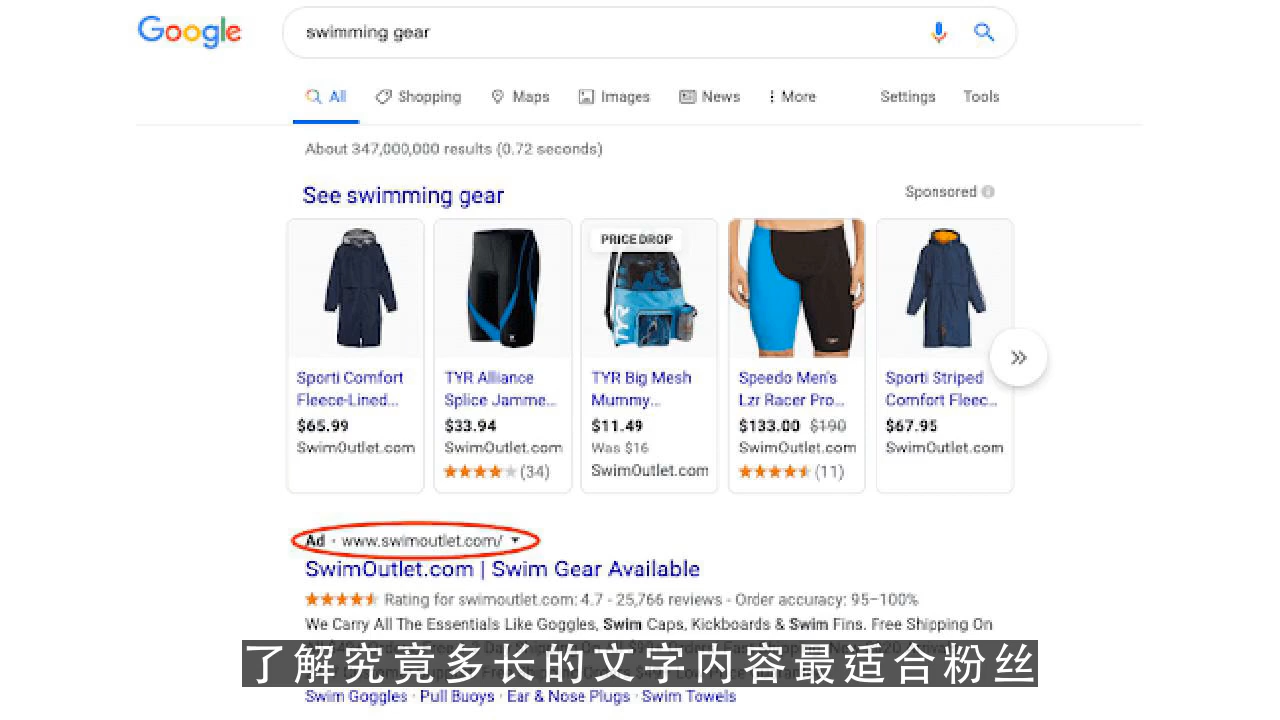 Google
swimming gear
All Shopping Maps Images News More Settings Tools
About 347,000,000 results (0.72 seconds)
See swimming gear
Sponsored
PRICE DROP
TYR
Sporti Comfort
Fleece-Lined...
$65.99
SwimOutlet.com
TYR Alliance
Splice Jamme...
$33.94
SwimOutlet.com
(34)
TYR Big Mesh
Mummy...
$11.49
Was $16
SwimOutlet.com
Speedo Men's
Lzr Racer Pro...
$133.00 $190
SwimOutlet.com
(11)
Sporti Striped
Comfort Fleec...
$67.95
SwimOutlet.com
Ad · www.swimoutlet.com/
SwimOutlet.com | Swim Gear Available
Rating for swimoutlet.com: 4.7 - 25,766 reviews - Order accuracy: 95–100%
We Carry All The Essentials Like Goggles, Swim Caps, Kickboards & Swim Fins. Free Shipping On
了解究竟多长的文字内容最适合粉丝
Swim Goggles · Pull Buoys · Ear & Nose Plugs · Swim Towels